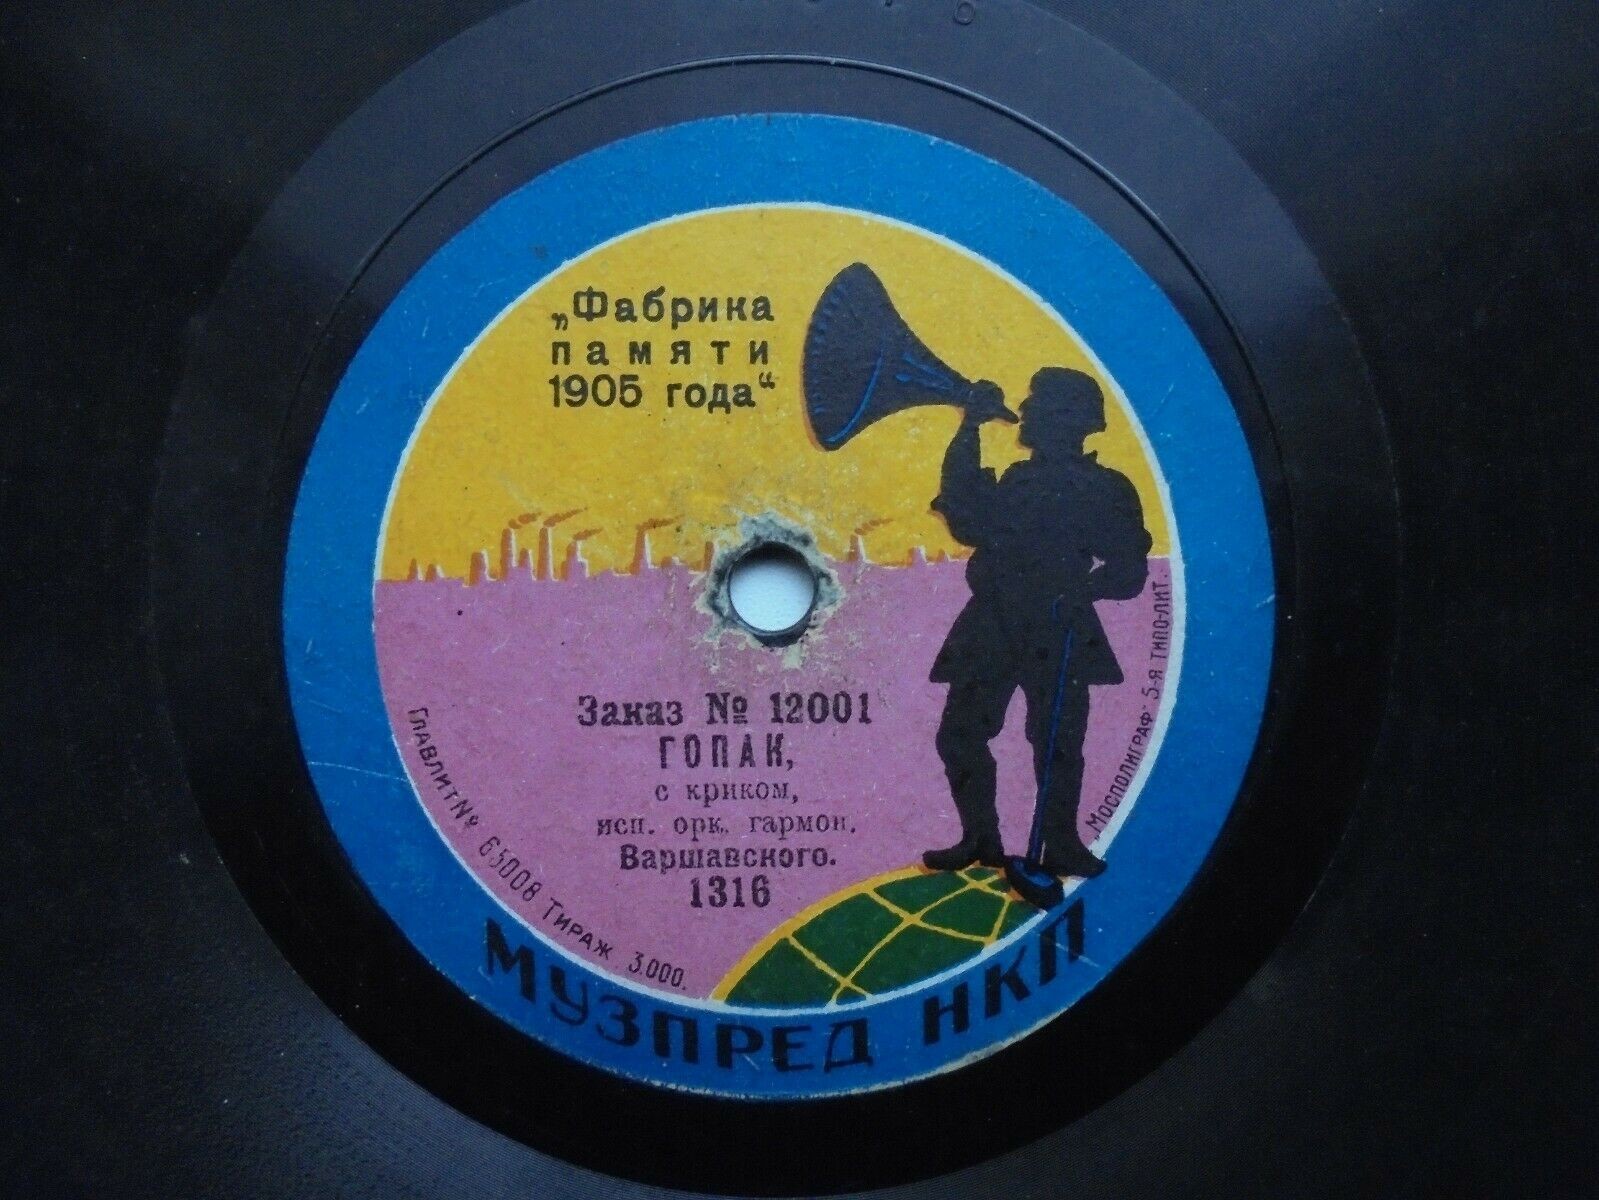 „Фабрика
памяти
1905 года“
Заказ № 12001
ГОПАК,
с криком,
исп. орк. гармон.
Варшавского.
1316
Главлит № 65008 Тираж 3.000.
„Мосполиграф" 5-я типо-лит.
МУЗПРЕД НКП